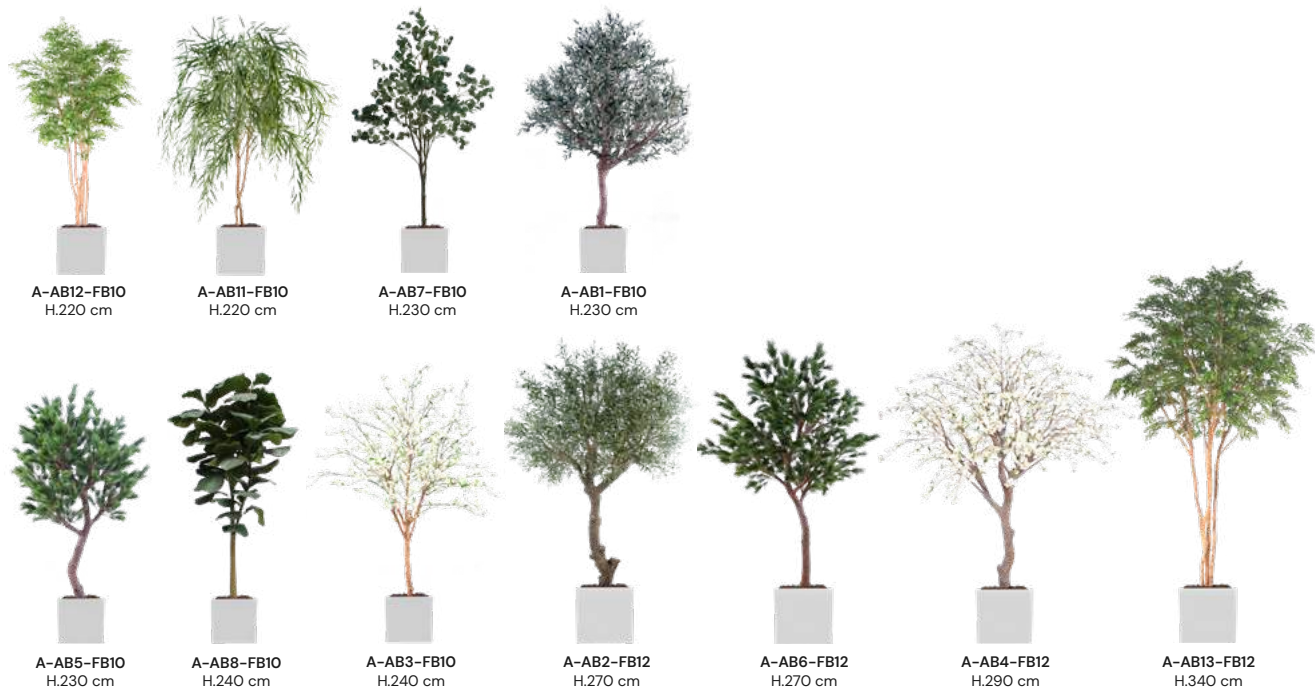 A-AB12-FB10
H.220 cm
A-AB11-FB10
H.220 cm
A-AB7-FB10
H.230 cm
A-AB1-FB10
H.230 cm
A-AB5-FB10
H.230 cm
A-AB8-FB10
H.240 cm
A-AB3-FB10
H.240 cm
A-AB2-FB12
H.270 cm
A-AB6-FB12
H.270 cm
A-AB4-FB12
H.290 cm
A-AB13-FB12
H.340 cm